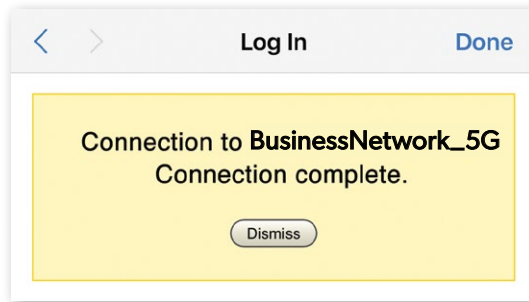 Log In
Done
Connection to BusinessNetwork_5G
Connection complete.
Dismiss